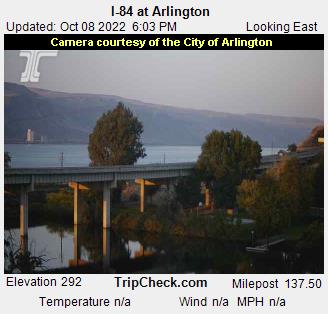 I-84 at Arlington
Updated: Oct 08 2022 6:03 PM Looking East
Camera courtesy of the City of Arlington
Elevation 292 TripCheck.com Milepost 137.50
Temperature n/a Wind n/a MPH n/a